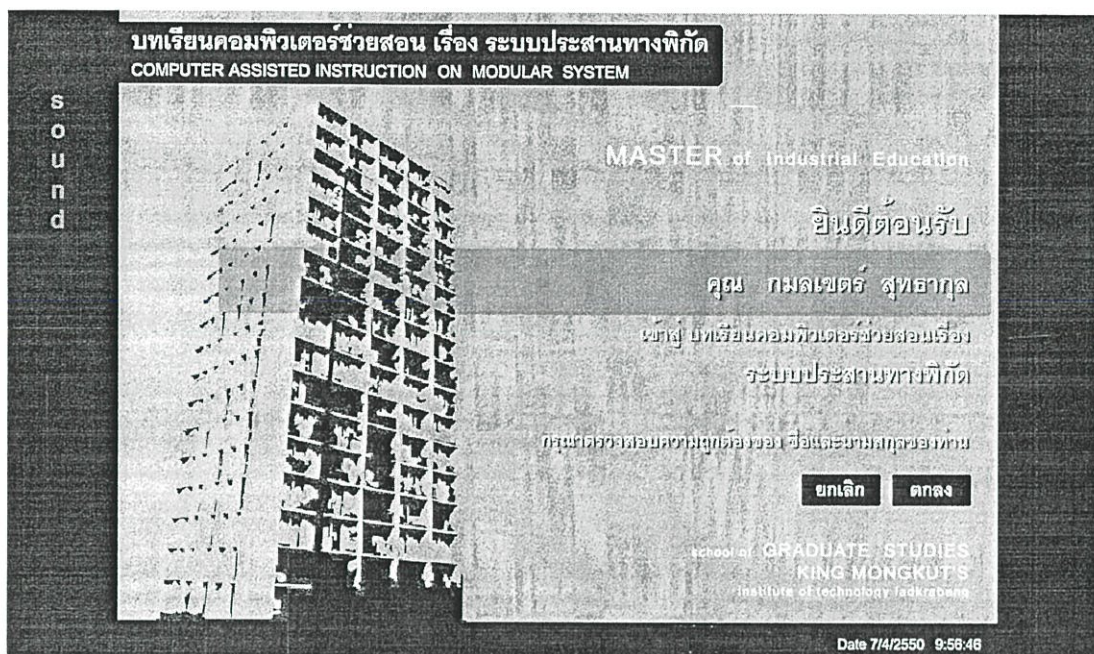 บทเรียนคอมพิวเตอร์ช่วยสอน เรื่อง ระบบประสานทางพิกัด
COMPUTER ASSISTED INSTRUCTION ON MODULAR SYSTEM
sound
MASTER of Industrial Education
ยินดีต้อนรับ
คุณ กมลเขตร์ สุทธากุล
เข้าสู่ บทเรียนคอมพิวเตอร์ช่วยสอนเรื่อง
ระบบประสานทางพิกัด
กรุณาตรวจสอบความถูกต้องของ ชื่อและนามสกุลของท่าน
ยกเลิก ตกลง
school of GRADUATE STUDIES
KING MONGKUT'S
institute of technology ladkrabang
Date 7/4/2550 9:56:46